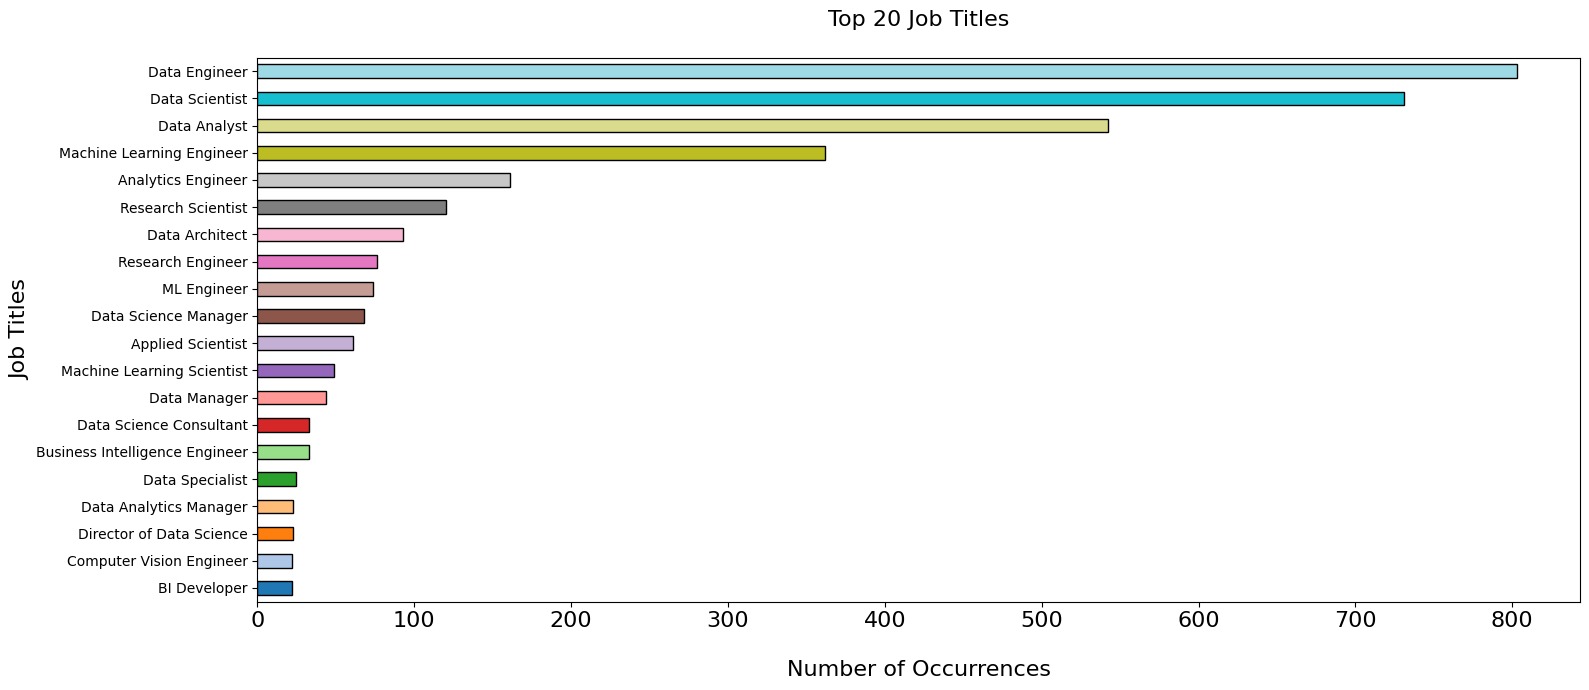 Top 20 Job Titles
Data Engineer
Data Scientist
Data Analyst
Machine Learning Engineer
Analytics Engineer
Research Scientist
Data Architect
Research Engineer
ML Engineer
Data Science Manager
Applied Scientist
Machine Learning Scientist
Data Manager
Data Science Consultant
Business Intelligence Engineer
Data Specialist
Data Analytics Manager
Director of Data Science
Computer Vision Engineer
BI Developer
Job Titles
0 100 200 300 400 500 600 700 800
Number of Occurrences